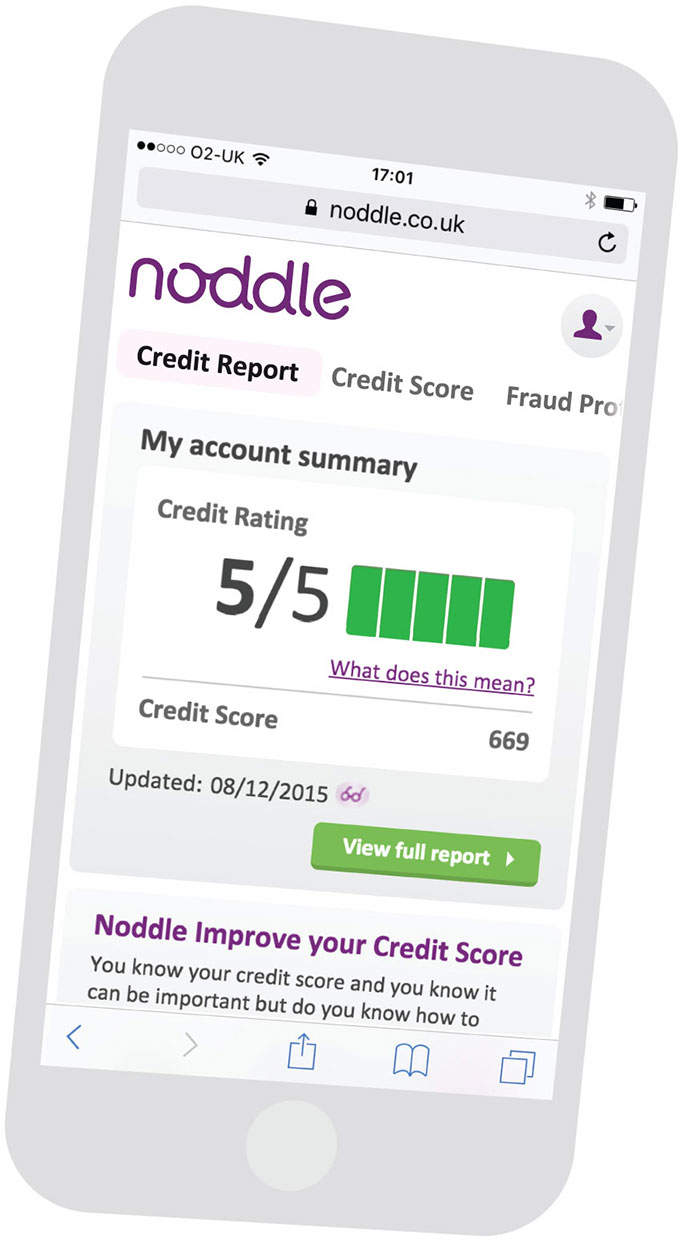 O2-UK
17:01
noddle.co.uk
noddle
Credit Report Credit Score Fraud Pro
My account summary
Credit Rating
5/5
What does this mean?
Credit Score 669
Updated: 08/12/2015
View full report
Noddle Improve your Credit Score
You know your credit score and you know it
can be important but do you know how to